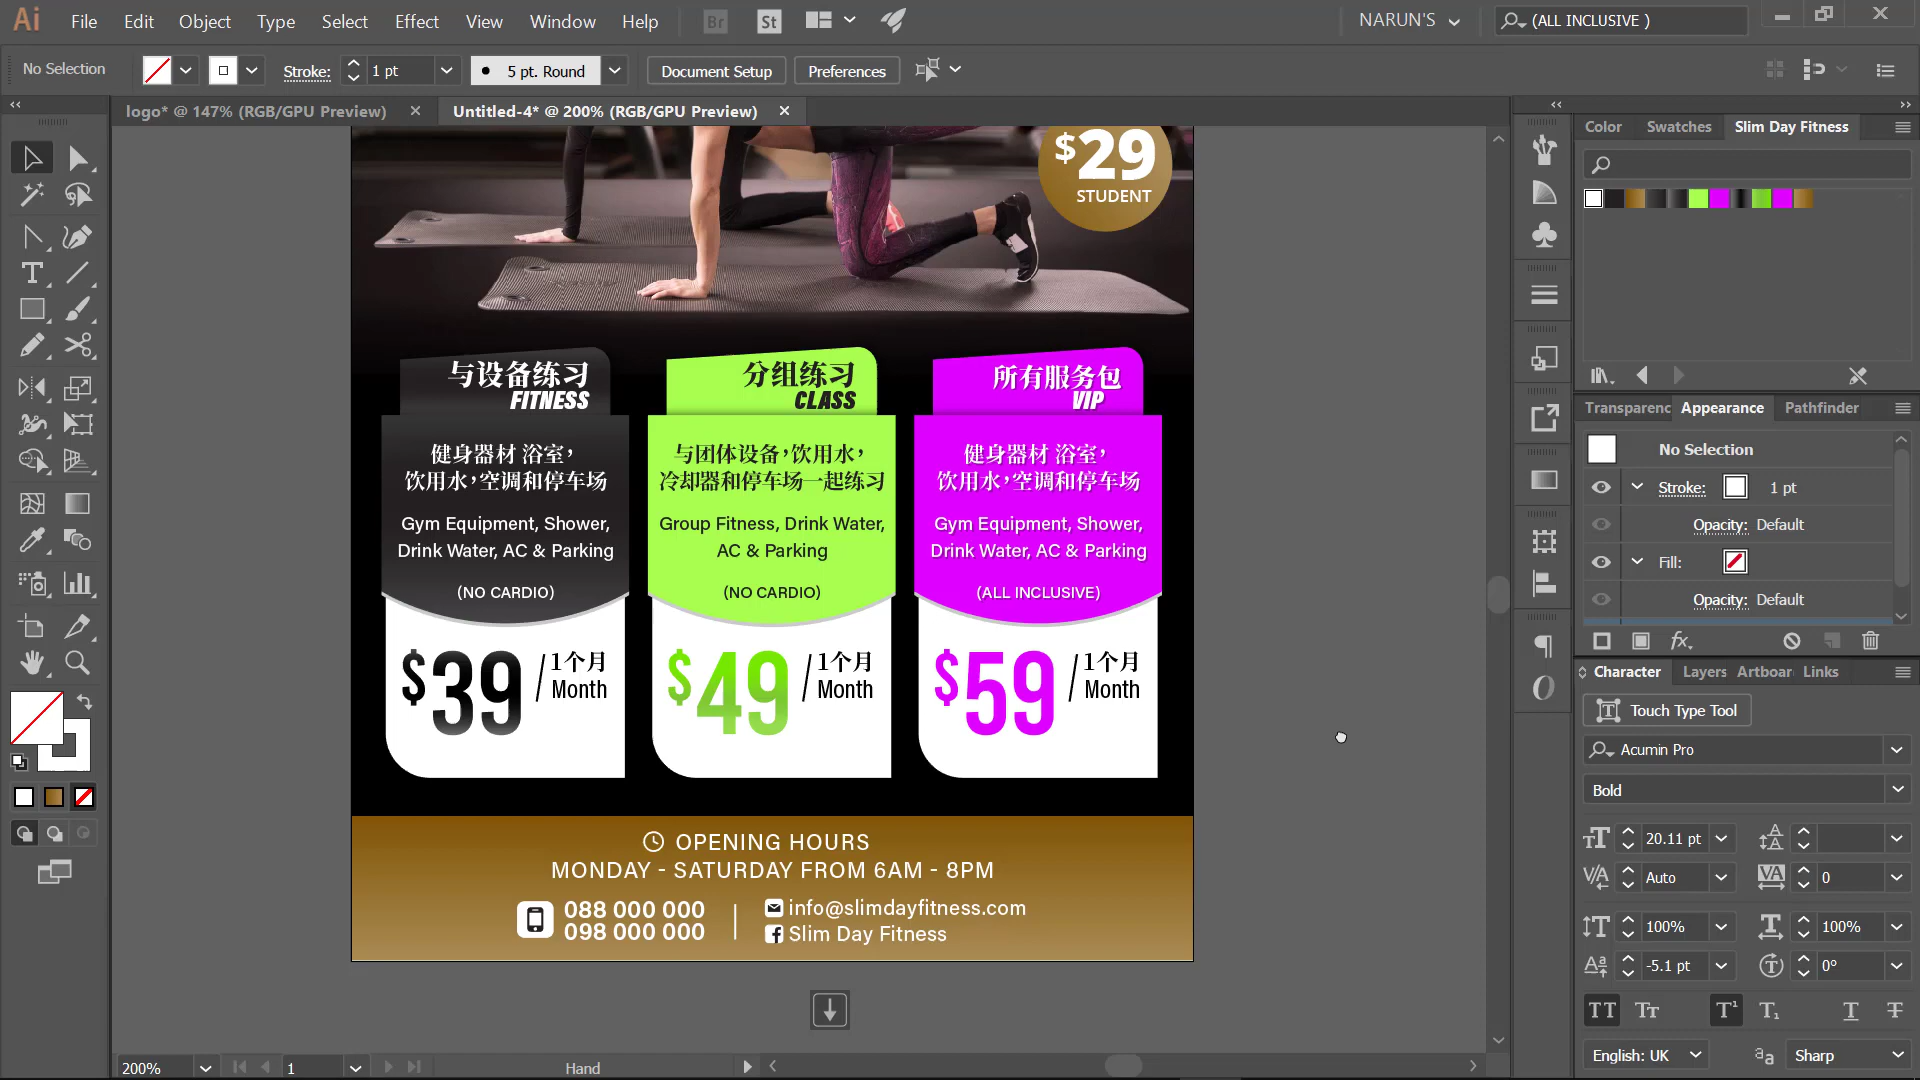 Ai File Edit Object Type Select Effect View Window Help Br St NARUN'S (ALL INCLUSIVE )
No Selection Stroke: 1 pt 5 pt. Round Document Setup Preferences
logo* @ 147% (RGB/GPU Preview) Untitled-4* @ 200% (RGB/GPU Preview)
$29
STUDENT
与设备练习
FITNESS
健身器材 浴室，
饮用水，空调和停车场
Gym Equipment, Shower,
Drink Water, AC & Parking
(NO CARDIO)
$39 / 1个月
Month
分组练习
CLASS
与团体设备，饮用水，
冷却器和停车场一起练习
Group Fitness, Drink Water,
AC & Parking
(NO CARDIO)
$49 / 1个月
Month
所有服务包
VIP
健身器材 浴室，
饮用水，空调和停车场
Gym Equipment, Shower,
Drink Water, AC & Parking
(ALL INCLUSIVE)
$59 / 1个月
Month
OPENING HOURS
MONDAY - SATURDAY FROM 6AM - 8PM
088 000 000
098 000 000
info@slimdayfitness.com
Slim Day Fitness
200% 1 Hand
Color Swatches Slim Day Fitness
Transparenc Appearance Pathfinder
No Selection
Stroke: 1 pt
Opacity: Default
Fill:
Opacity: Default
fx
Character Layers Artboar Links
Touch Type Tool
Acumin Pro
Bold
20.11 pt
Auto 0
100% 100%
-5.1 pt 0°
English: UK Sharp